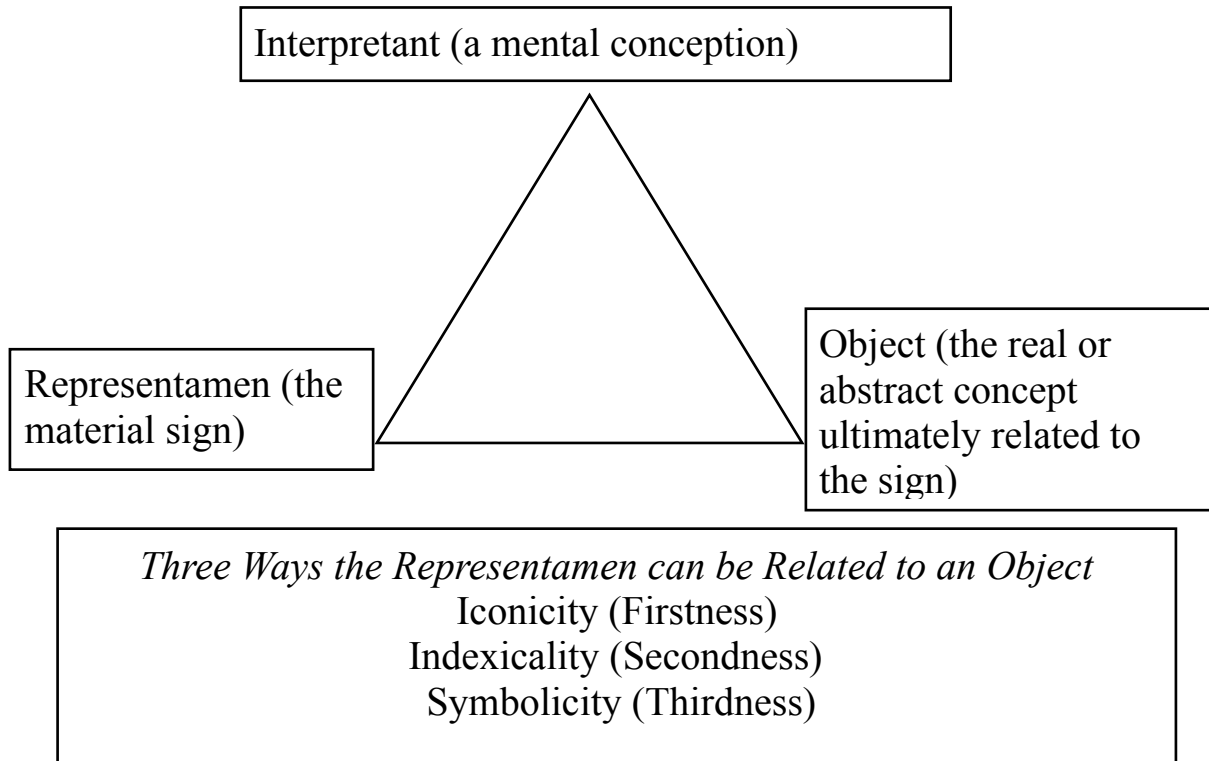 Interpretant (a mental conception)
Representamen (the
material sign)
Object (the real or
abstract concept
ultimately related to
the sign)
Three Ways the Representamen can be Related to an Object
Iconicity (Firstness)
Indexicality (Secondness)
Symbolicity (Thirdness)